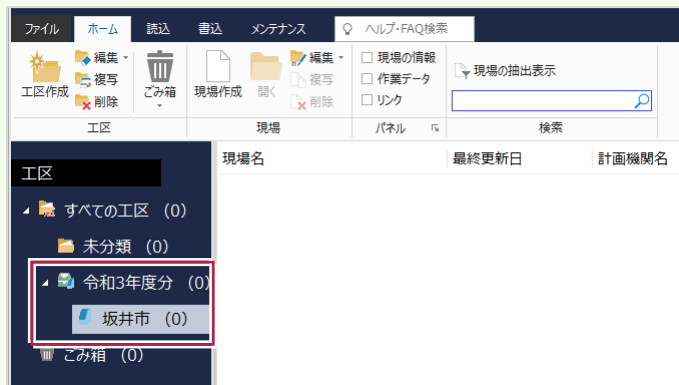 ファイル ホーム 読込 書込 メンテナンス ヘルプ・FAQ検索
工区作成 編集 複写 削除 ごみ箱
工区
現場作成 開く 編集 複写 削除
現場
現場の情報
作業データ
リンク
パネル
現場の抽出表示
検索
工区
すべての工区 (0)
未分類 (0)
令和3年度分 (0)
坂井市 (0)
ごみ箱 (0)
現場名 最終更新日 計画機関名